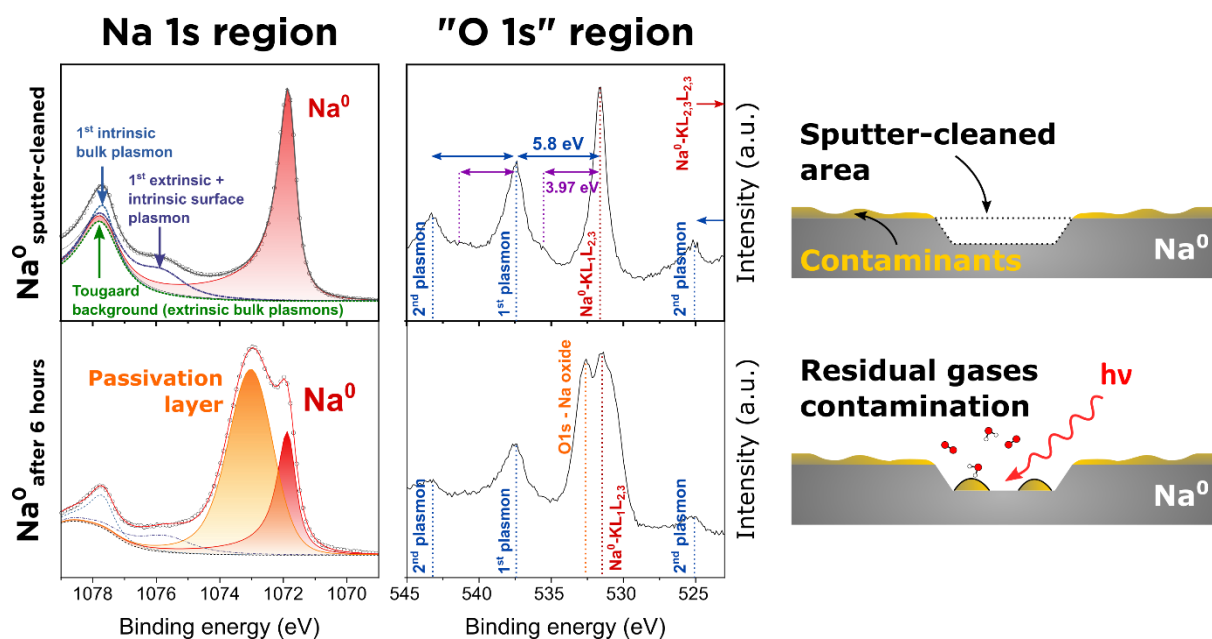 Na 1s region
"O 1s" region
Na⁰ sputter-cleaned
1st intrinsic
bulk plasmon
1st extrinsic +
intrinsic surface
plasmon
Na⁰
Tougaard
background (extrinsic bulk plasmons)
5.8 eV
3.97 eV
2nd plasmon
1st plasmon
Na⁰-KL₁L₂,₃
Na⁰-KL₂,₃L₂,₃
2nd plasmon
Intensity (a.u.)
Sputter-cleaned
area
Contaminants
Na⁰
Na⁰ after 6 hours
Passivation
layer
Na⁰
2nd plasmon
1st plasmon
O1s - Na oxide
Na⁰-KL₁L₂,₃
2nd plasmon
Intensity (a.u.)
Residual gases
contamination
hν
Na⁰
1078 1076 1074 1072 1070
545 540 535 530 525
Binding energy (eV)
Binding energy (eV)